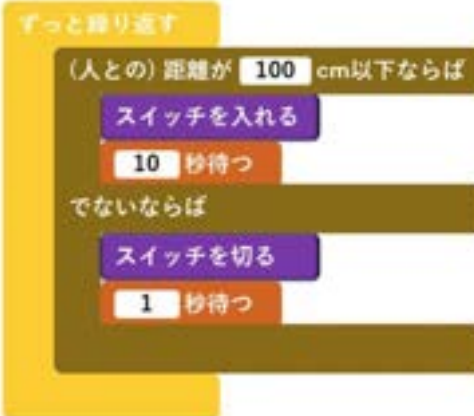 ずっと繰り返す
(人との) 距離が 100 cm以下ならば
スイッチを入れる
10 秒待つ
でないならば
スイッチを切る
1 秒待つ